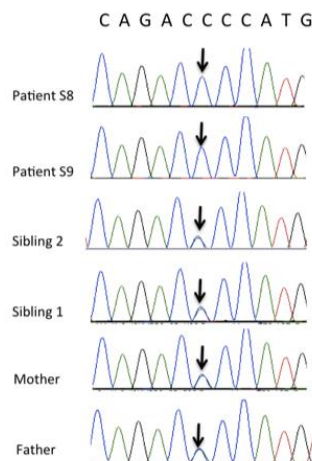 C A G A C C C C A T G
Patient S8
Patient S9
Sibling 2
Sibling 1
Mother
Father